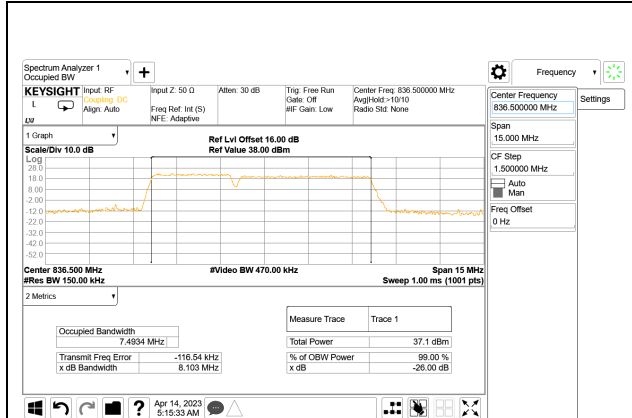 Spectrum Analyzer 1
Occupied BW
Frequency
KEYSIGHT
L
Input: RF
Coupling: DC
Align: Auto
Input Z: 50 Ω
Freq Ref: Int (S)
NFE: Adaptive
Atten: 30 dB
Trig: Free Run
Gate: Off
#IF Gain: Low
Center Freq: 836.500000 MHz
Avg|Hold:>10/10
Radio Std: None
Center Frequency
836.500000 MHz
Settings
Span
15.000 MHz
CF Step
1.500000 MHz
Auto
Man
Freq Offset
0 Hz
1 Graph
Scale/Div 10.0 dB
Ref Lvl Offset 16.00 dB
Ref Value 38.00 dBm
Log
28.0
18.0
8.00
-2.00
-12.0
-22.0
-32.0
-42.0
-52.0
Center 836.500 MHz
#Video BW 470.00 kHz
Span 15 MHz
#Res BW 150.00 kHz
Sweep 1.00 ms (1001 pts)
2 Metrics
Measure Trace
Trace 1
Occupied Bandwidth
7.4934 MHz
Total Power
37.1 dBm
Transmit Freq Error
-116.54 kHz
% of OBW Power
99.00 %
x dB Bandwidth
8.103 MHz
x dB
-26.00 dB
?
Apr 14, 2023
5:15:33 AM